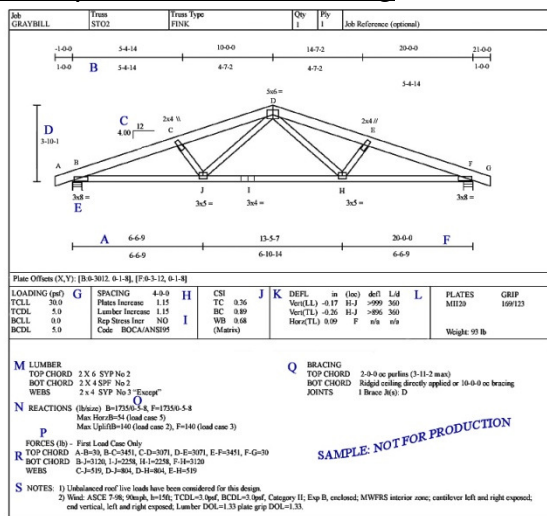 Job Truss Truss Type Qty Ply
GRAYBILL STO2 FINK 1 1 Job Reference (optional)
-1-0-0 5-4-14 10-0-0 14-7-2 20-0-0 21-0-0
1-0-0 B 5-4-14 4-7-2 4-7-2 1-0-0
5-4-14
5x6 =
D
C 12 2x4 \\ 2x4 //
D 4.00 C E
3-10-1
A B F G
J I H
3x8 = 3x5 = 3x4 = 3x5 = 3x8 =
E
A 6-6-9 13-5-7 20-0-0 F
6-6-9 6-10-14 6-6-9
Plate Offsets (X,Y): [B:0-3012. 0-1-8], [F:0-3-12, 0-1-8]
LOADING (psf) G SPACING 4-0-0 H CSI J K DEFL in (loc) defl L/d L PLATES GRIP
TCLL 30.0 Plates Increase 1.15 TC 0.36 Vert(LL) -0.17 H-J >999 360 MII20 169/123
TCDL 5.0 Lumber Increase 1.15 BC 0.89 Vert(TL) -0.26 H-J >896 360
BCLL 0.0 Rep Stress Incr NO I WB 0.68 Horz(TL) 0.09 F n/a n/a
BCDL 5.0 Code BOCA/ANSI95 (Matrix) Weight: 93 lb
M LUMBER Q BRACING
TOP CHORD 2 X 6 SYP No 2 TOP CHORD 2-0-0 oc purlins (3-11-2 max)
BOT CHORD 2 X 4 SPF No 2 BOT CHORD Rigid ceiling directly applied or 10-0-0 oc bracing
WEBS 2 x 4 SYP No 3 "Except" JOINTS 1 Brace Jt(s): D
O
N REACTIONS (lb/size) B=1735/0-5-8, F=1735/0-5-8
Max HorzB=54 (load case 5)
Max UpliftB=140 (load case 2), F=140 (load case 3)
P
FORCES (lb) - First Load Case Only
R TOP CHORD A-B=30, B-C=3451, C-D=3071, D-E=3071, E-F=3451, F-G=30
BOT CHORD B-J=3120, I-J=2258, H-I=2258, F-H=3120
WEBS C-J=519, D-J=804, D-H=804, E-H=519
SAMPLE: NOT FOR PRODUCTION
S NOTES: 1) Unbalanced roof live loads have been considered for this design.
2) Wind: ASCE 7-98; 90mph, h=15ft; TCDL=3.0psf, BCDL=3.0psf, Category II; Exp B, enclosed; MWFRS interior zone; cantilever left and right exposed;
end vertical, left and right exposed; Lumber DOL=1.33 plate grip DOL=1.33.